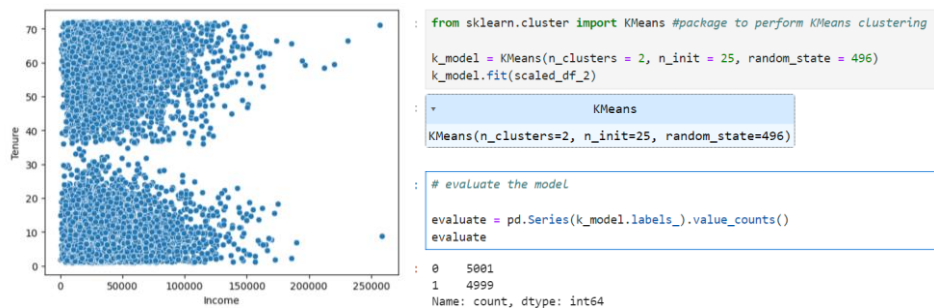 70
60
50
40
30
20
10
0
Tenure
0 50000 100000 150000 200000 250000
Income
: from sklearn.cluster import KMeans #package to perform KMeans clustering
k_model = KMeans(n_clusters = 2, n_init = 25, random_state = 496)
k_model.fit(scaled_df_2)
: ▾ KMeans
KMeans(n_clusters=2, n_init=25, random_state=496)
: # evaluate the model
evaluate = pd.Series(k_model.labels_).value_counts()
evaluate
: 0 5001
1 4999
Name: count, dtype: int64